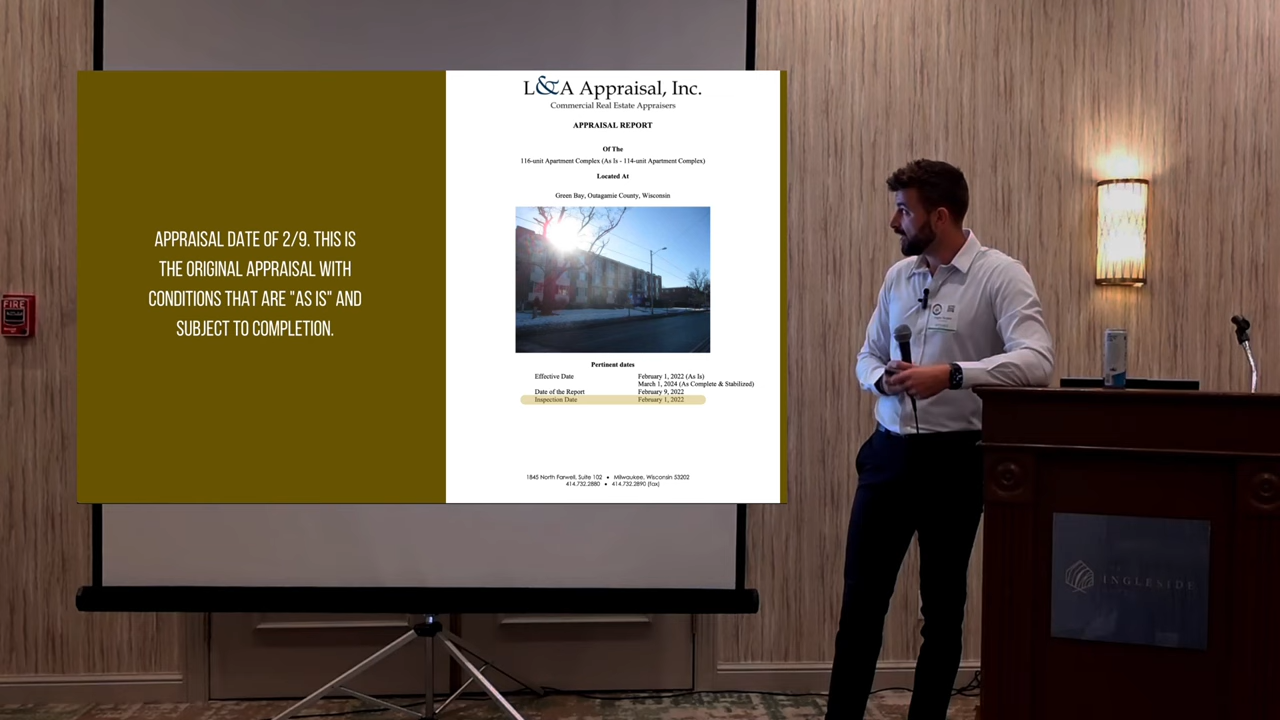 APPRAISAL DATE OF 2/9. THIS IS
THE ORIGINAL APPRAISAL WITH
CONDITIONS THAT ARE "AS IS" AND
SUBJECT TO COMPLETION.
L&A Appraisal, Inc.
Commercial Real Estate Appraisers
APPRAISAL REPORT
Of The
116-unit Apartment Complex (As Is - 114-unit Apartment Complex)
Located At
Green Bay, Outagamie County, Wisconsin
Pertinent dates
Effective Date February 1, 2022 (As Is)
March 1, 2024 (As Complete & Stabilized)
Date of the Report February 9, 2022
Inspection Date February 1, 2022
1845 North Farwell, Suite 102 • Milwaukee, Wisconsin 53202
414.732.2880 • 414.732.2890 (fax)
FIRE
INGLESIDE